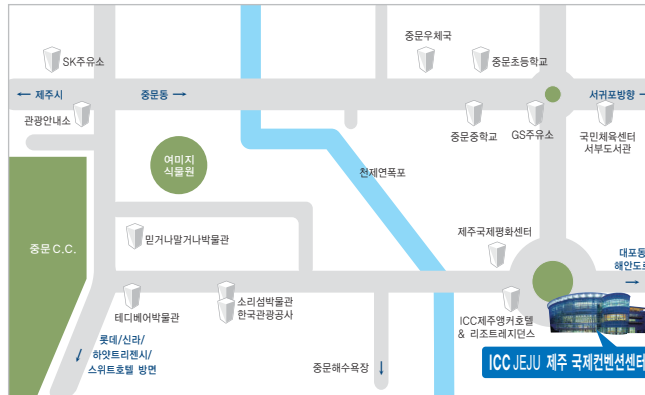 중문우체국
SK주유소
중문초등학교
← 제주시
중문동 →
서귀포방향 →
관광안내소
중문중학교
GS주유소
국민체육센터
서부도서관
여미지
식물원
천제연폭포
중문 C.C.
믿거나말거나박물관
제주국제평화센터
대포동
해안도로
→
테디베어박물관
소리섬박물관
한국관광공사
ICC제주앵커호텔
& 리조트레지던스
롯데/신라/
하얏트리젠시/
스위트호텔 방면
↓
중문해수욕장 ↓
ICC JEJU 제주 국제컨벤션센터